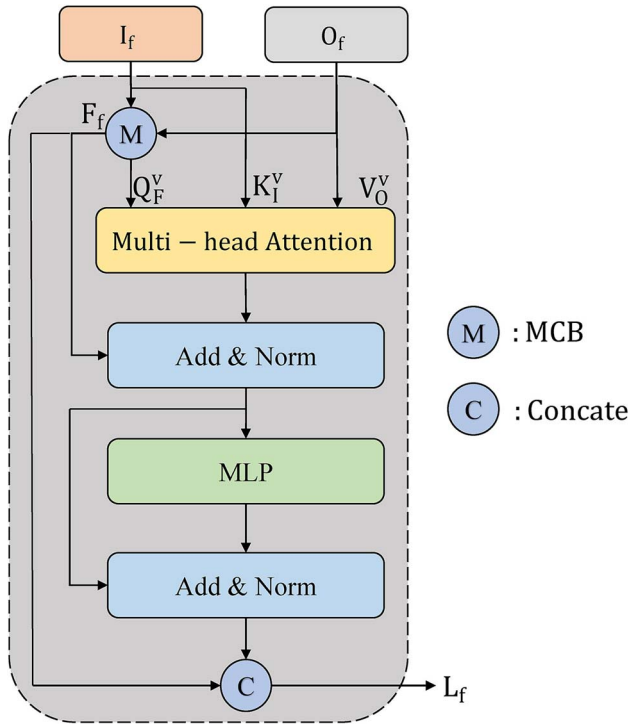 I_f
O_f
F_f
M
Q_F^v
K_I^v
V_O^v
Multi – head Attention
Add & Norm
M : MCB
C : Concate
MLP
Add & Norm
C
L_f